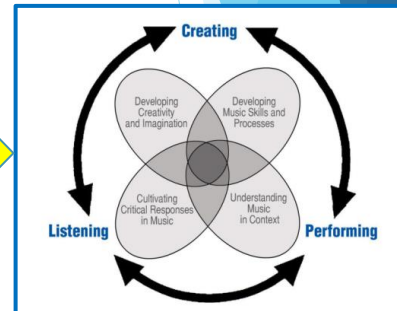 Creating
Developing
Creativity
and Imagination
Developing
Music Skills and
Processes
Cultivating
Critical Responses
in Music
Understanding
Music
in Context
Listening
Performing